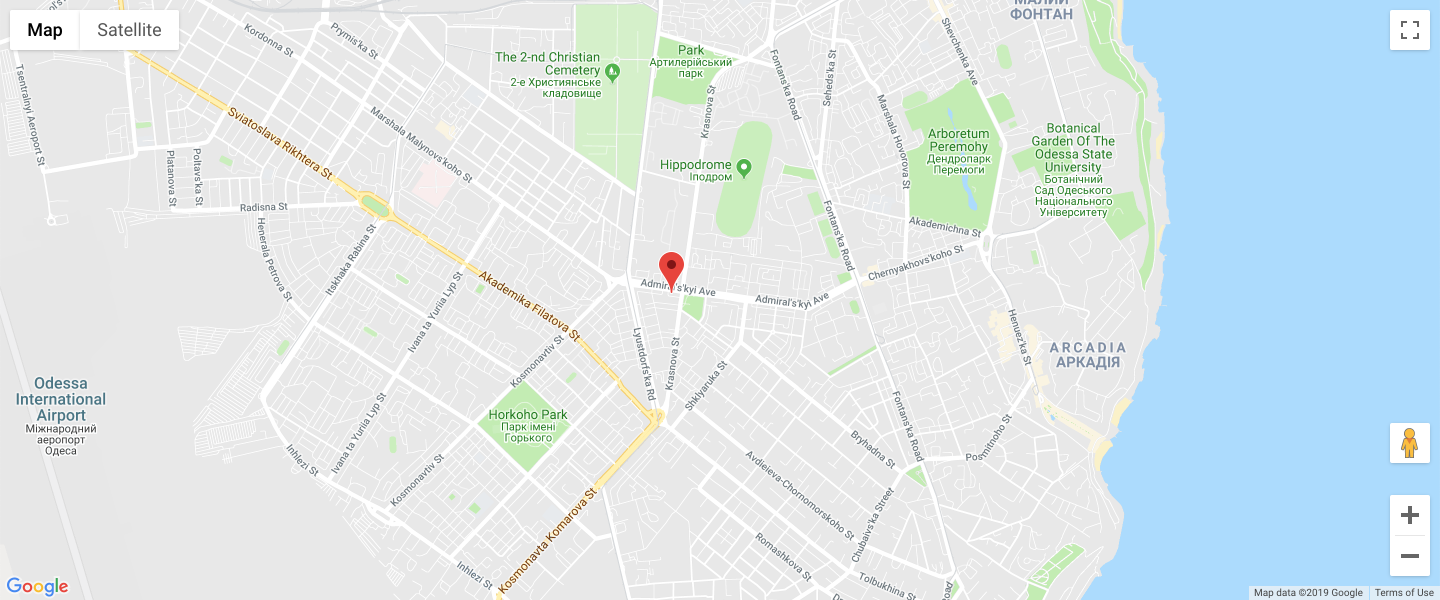 Map
Satellite
МАЛИЙ
ФОНТАН
Kordonna St
Prymis'ka St
Tsentralnyi Aeroport St
Sviatoslava Rikhtera St
Marshala Malynovs'koho St
The 2-nd Christian
Cemetery
2-е Християнське
кладовище
Park
Артилерійський
парк
Krasnova St
Fontans'ka Road
Seheds'ka St
Shevchenka Ave
Marshala Hovorova St
Arboretum
Peremohy
Дендропарк
Перемоги
Botanical
Garden Of The
Odessa State
University
Ботанічний
Сад Одеського
Національного
Університету
Hippodrome
Іподром
Platanova St
Poltavs'ka St
Radisna St
Henerala Petrova St
Itskhaka Rabina St
Ivana ta Yuriia Lyp St
Akademika Filatova St
Admiral's'kyi Ave
Admiral's'kyi Ave
Fontans'ka Road
Akademichna St
Chernyakhovs'koho St
Henuez'ka St
ARCADIA
АРКАДІЯ
Lyustdorfs'ka Rd
Krasnova St
Shklyaruka St
Kosmonavtiv St
Horkoho Park
Парк імені
Горького
Odessa
International
Airport
Міжнародний
аеропорт
Одеса
Inhlezi St
Ivana ta Yuriia Lyp St
Kosmonavtiv St
Inhlezi St
Kosmonavta Komarova St
Fontans'ka Road
Bryhadna St
Posmitnoho St
Avdieieva-Chornomorskoho St
Chubaivs'ka Street
Romashkova St
Tolbukhina St
Road
Google
Map data ©2019 Google
Terms of Use